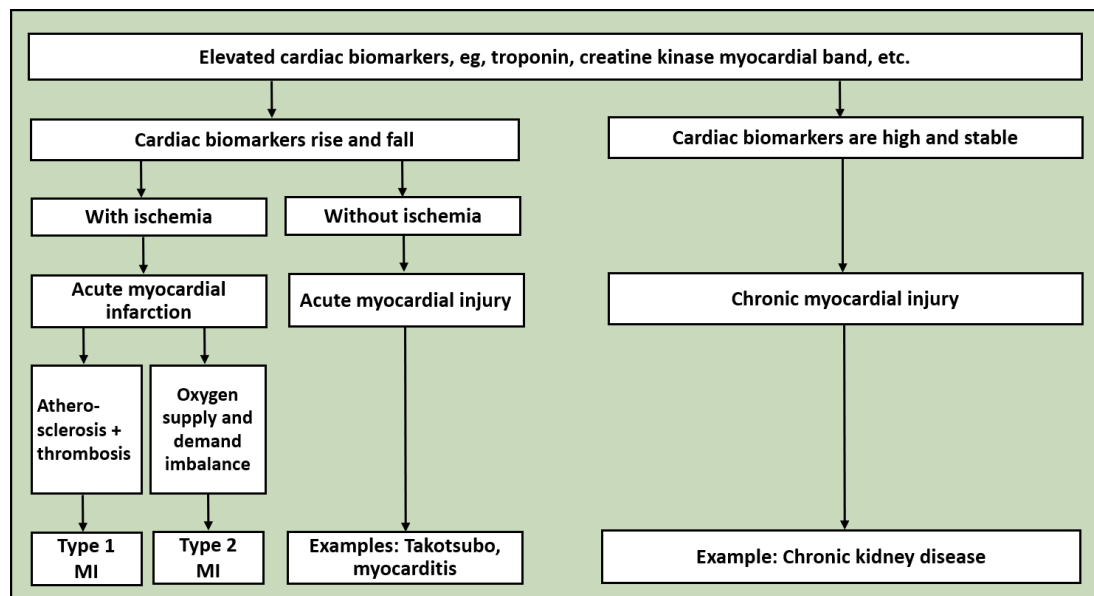 Elevated cardiac biomarkers, eg, troponin, creatine kinase myocardial band, etc.
Cardiac biomarkers rise and fall
Cardiac biomarkers are high and stable
With ischemia
Without ischemia
Acute myocardial
infarction
Acute myocardial injury
Chronic myocardial injury
Athero-
sclerosis +
thrombosis
Oxygen
supply and
demand
imbalance
Type 1
MI
Type 2
MI
Examples: Takotsubo,
myocarditis
Example: Chronic kidney disease